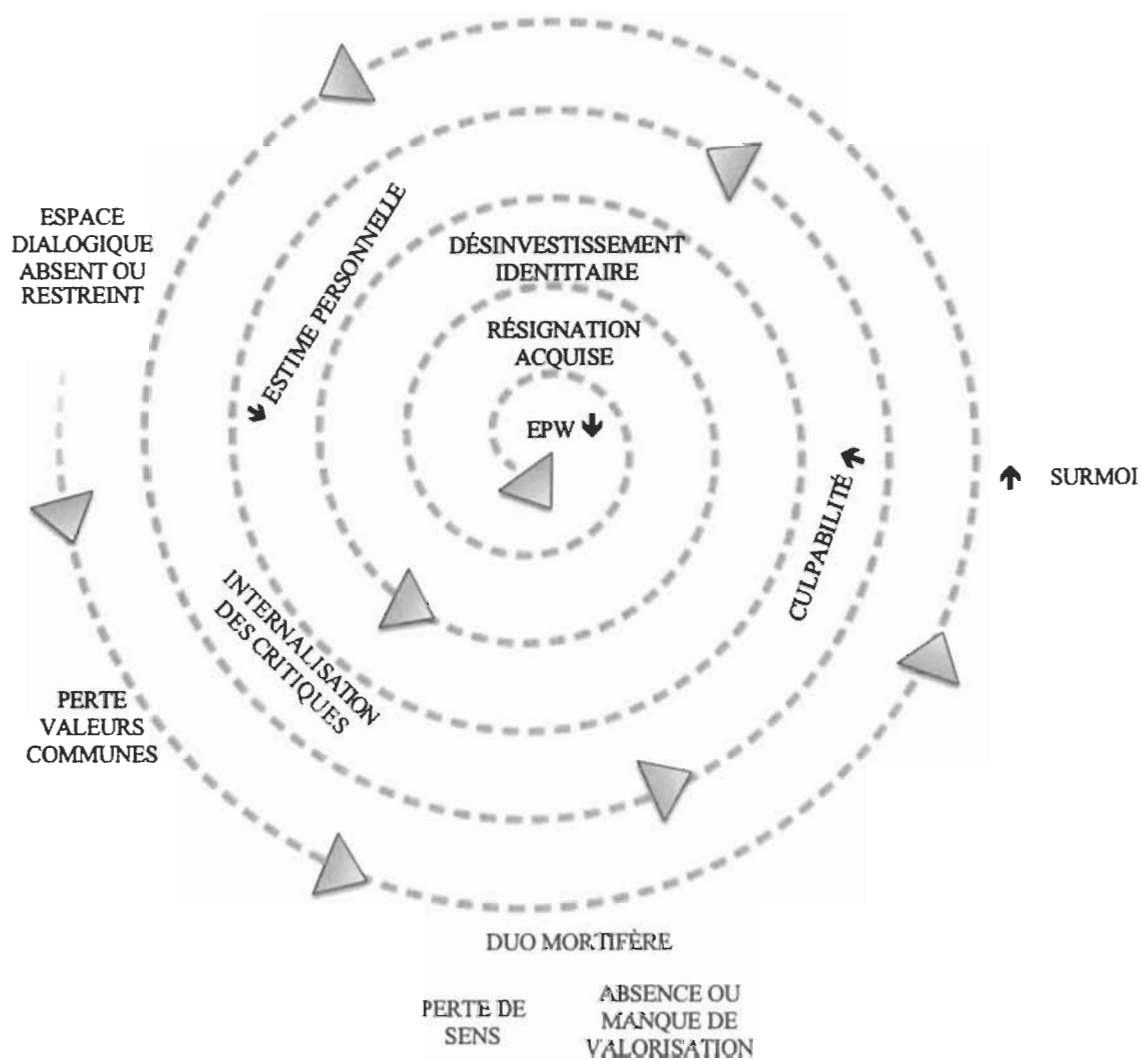 ESPACE
DIALOGIQUE
ABSENT OU
RESTREINT
ESTIME PERSONNELLE
DÉSINVESTISSEMENT
IDENTITAIRE
RÉSIGNATION
ACQUISE
EPW
CULPABILITÉ
SURMOI
INTERNALISATION
DES CRITIQUES
PERTE
VALEURS
COMMUNES
DUO MORTIFÈRE
PERTE DE
SENS
ABSENCE OU
MANQUE DE
VALORISATION